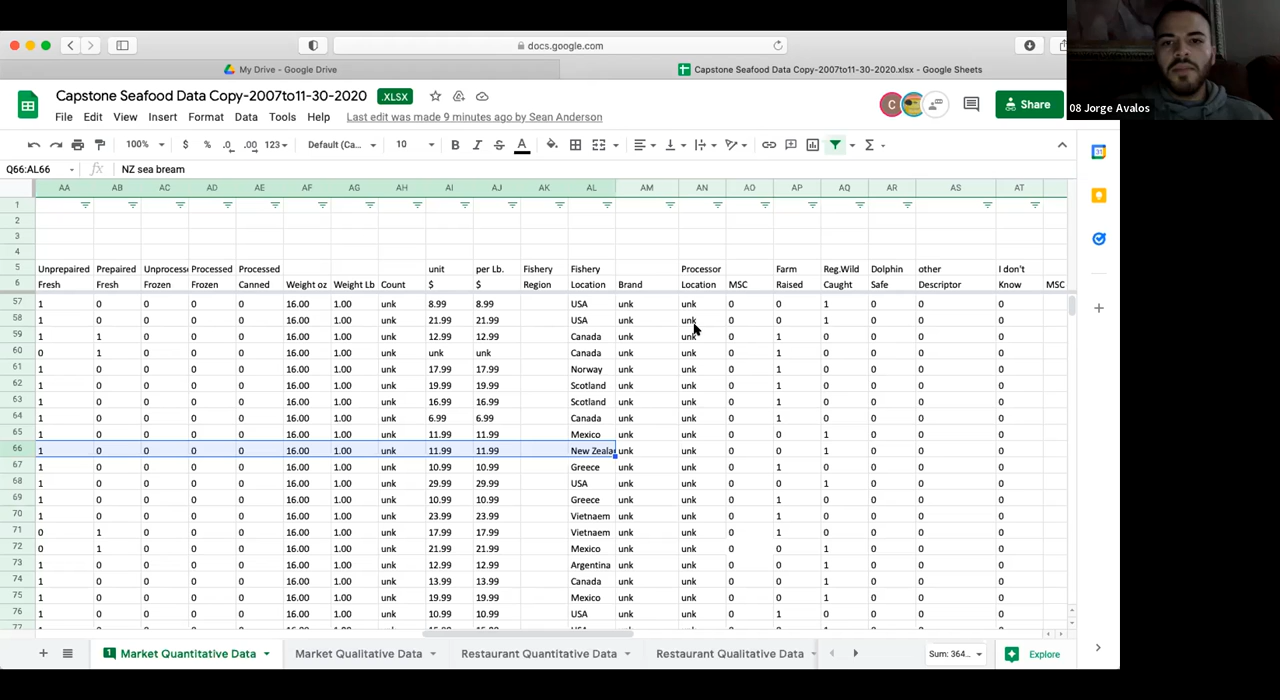 docs.google.com
My Drive - Google Drive
Capstone Seafood Data Copy-2007to11-30-2020.xlsx - Google Sheets
08 Jorge Avalos
Capstone Seafood Data Copy-2007to11-30-2020 .XLSX
C
Share
File Edit View Insert Format Data Tools Help Last edit was made 9 minutes ago by Sean Anderson
100% $ % .0 .00 123 Default (Ca... 10 B I S A
Q66:AL66 fx NZ sea bream
AA AB AC AD AE AF AG AH AI AJ AK AL AM AN AO AP AQ AR AS AT
1
2
3
4
5 Unprepaired Prepaired Unprocesse Processed Processed unit per Lb. Fishery Fishery Processor Farm Reg.Wild Dolphin other I don't
6 Fresh Fresh Frozen Frozen Canned Weight oz Weight Lb Count $ $ Region Location Brand Location MSC Raised Caught Safe Descriptor Know MSC
57 1 0 0 0 0 16.00 1.00 unk 8.99 8.99 USA unk unk 0 0 1 0 0 0
58 1 0 0 0 0 16.00 1.00 unk 21.99 21.99 USA unk unk 0 0 1 0 0 0
59 1 1 0 0 0 16.00 1.00 unk 12.99 12.99 Canada unk unk 0 1 0 0 0 0
60 0 1 0 0 0 16.00 1.00 unk unk unk Canada unk unk 0 1 0 0 0 0
61 1 0 0 0 0 16.00 1.00 unk 17.99 17.99 Norway unk unk 0 1 0 0 0 0
62 1 0 0 0 0 16.00 1.00 unk 19.99 19.99 Scotland unk unk 0 1 0 0 0 0
63 1 0 0 0 0 16.00 1.00 unk 16.99 16.99 Scotland unk unk 0 1 0 0 0 0
64 1 0 0 0 0 16.00 1.00 unk 6.99 6.99 Canada unk unk 0 1 0 0 0 0
65 1 0 0 0 0 16.00 1.00 unk 11.99 11.99 Mexico unk unk 0 0 1 0 0 0
66 1 0 0 0 0 16.00 1.00 unk 11.99 11.99 New Zeala unk unk 0 0 1 0 0 0
67 1 0 0 0 0 16.00 1.00 unk 10.99 10.99 Greece unk unk 0 1 0 0 0 0
68 1 0 0 0 0 16.00 1.00 unk 29.99 29.99 USA unk unk 0 0 1 0 0 0
69 1 0 0 0 0 16.00 1.00 unk 10.99 10.99 Greece unk unk 0 1 0 0 0 0
70 1 0 0 0 0 16.00 1.00 unk 23.99 23.99 Vietnaem unk unk 0 1 0 0 0 0
71 0 1 0 0 0 16.00 1.00 unk 17.99 17.99 Vietnaem unk unk 0 1 0 0 0 0
72 0 1 0 0 0 16.00 1.00 unk 21.99 21.99 Mexico unk unk 0 0 1 0 0 0
73 1 0 0 0 0 16.00 1.00 unk 12.99 12.99 Argentina unk unk 0 0 1 0 0 0
74 1 0 0 0 0 16.00 1.00 unk 13.99 13.99 Canada unk unk 0 0 1 0 0 0
75 1 0 0 0 0 16.00 1.00 unk 19.99 19.99 Mexico unk unk 0 0 1 0 0 0
76 1 0 0 0 0 16.00 1.00 unk 10.99 10.99 USA unk unk 0 1 0 0 0 0
77
1 Market Quantitative Data Market Qualitative Data Restaurant Quantitative Data Restaurant Qualitative Data Sum: 364... Explore